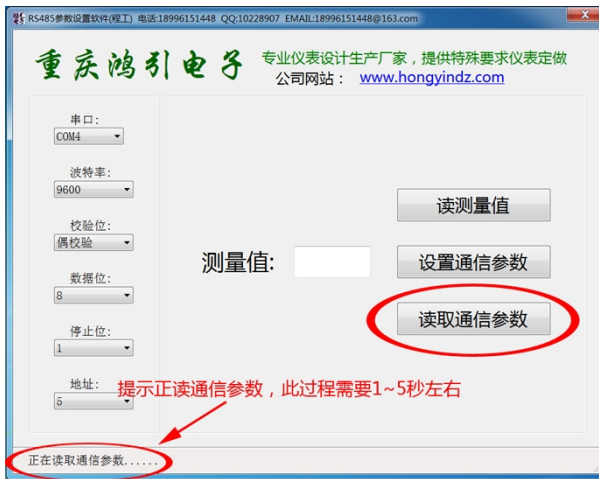 RS485参数设置软件(程工) 电话:18996151448 QQ:10228907 EMAIL:18996151448@163.com
重庆鸿引电子
专业仪表设计生产厂家，提供特殊要求仪表定做
公司网站： www.hongyindz.com
串口:
COM4
波特率:
9600
校验位:
偶校验
数据位:
8
停止位:
1
地址:
5
读测量值
测量值:
设置通信参数
读取通信参数
提示正读通信参数，此过程需要1~5秒左右
正在读取通信参数......